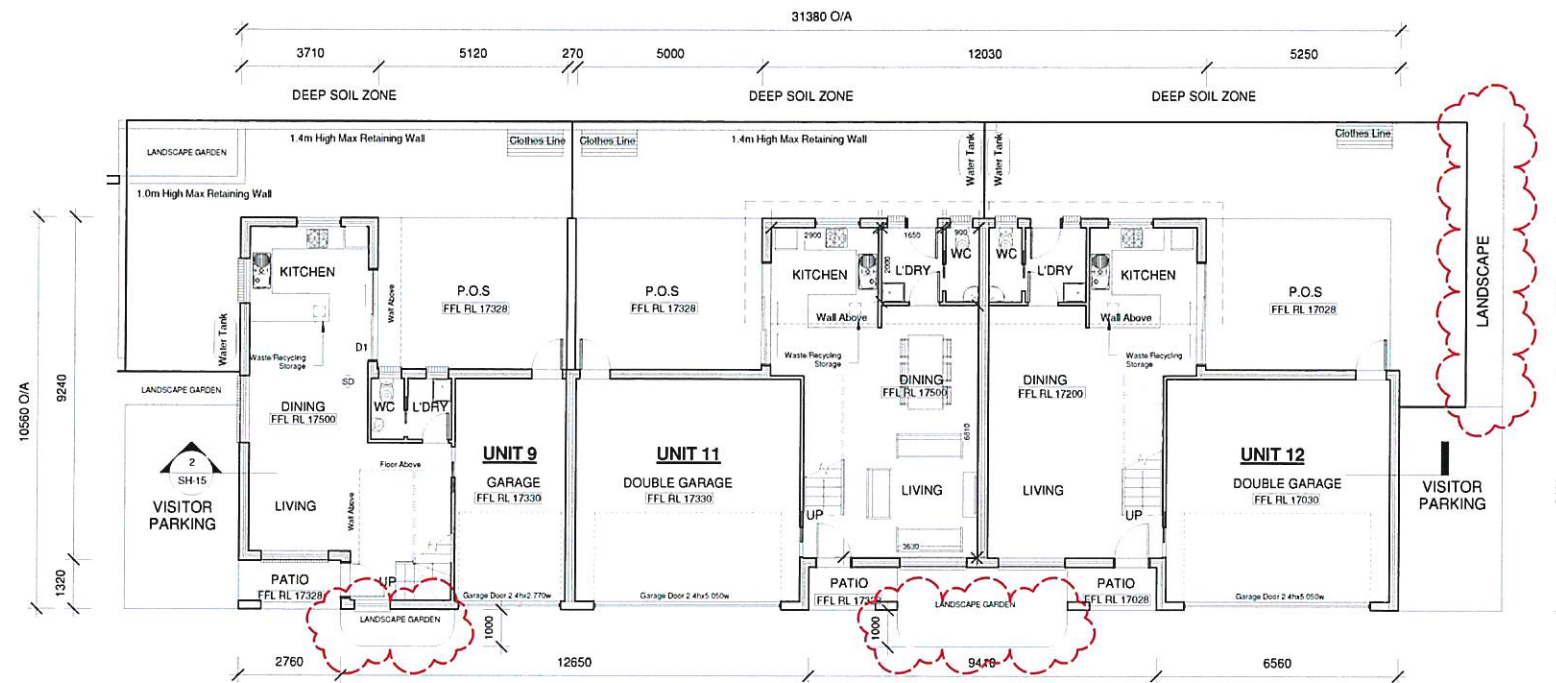 31380 O/A
3710
5120
270
5000
12030
5250
DEEP SOIL ZONE
DEEP SOIL ZONE
DEEP SOIL ZONE
LANDSCAPE GARDEN
1.4m High Max Retaining Wall
Clothes Line
Clothes Line
1.4m High Max Retaining Wall
Water Tank
Water Tank
Clothes Line
1.0m High Max Retaining Wall
LANDSCAPE
10560 O/A
9240
1320
KITCHEN
Wall Above
P.O.S
FFL RL 17328
P.O.S
FFL RL 17328
2900
1650
900
2000
KITCHEN
L'DRY
WC
WC
L'DRY
KITCHEN
P.O.S
FFL RL 17028
Wall Above
Wall Above
Water Tank
Waste Recycling
Storage
D1
SD
Waste Recycling
Storage
Waste Recycling
Storage
LANDSCAPE GARDEN
DINING
FFL RL 17500
WC
L'DRY
DINING
FFL RL 17500
DINING
FFL RL 17200
6810
2
SH-15
VISITOR
PARKING
Floor Above
Wall Above
LIVING
UNIT 9
GARAGE
FFL RL 17330
UNIT 11
DOUBLE GARAGE
FFL RL 17330
LIVING
UP
3630
LIVING
UP
UNIT 12
DOUBLE GARAGE
FFL RL 17030
VISITOR
PARKING
PATIO
FFL RL 17328
UP
Garage Door 2.4hx2.770w
Garage Door 2.4hx5.050w
PATIO
FFL RL 17328
LANDSCAPE GARDEN
PATIO
FFL RL 17028
Garage Door 2.4hx5.050w
LANDSCAPE GARDEN
1000
1000
2760
12650
6560